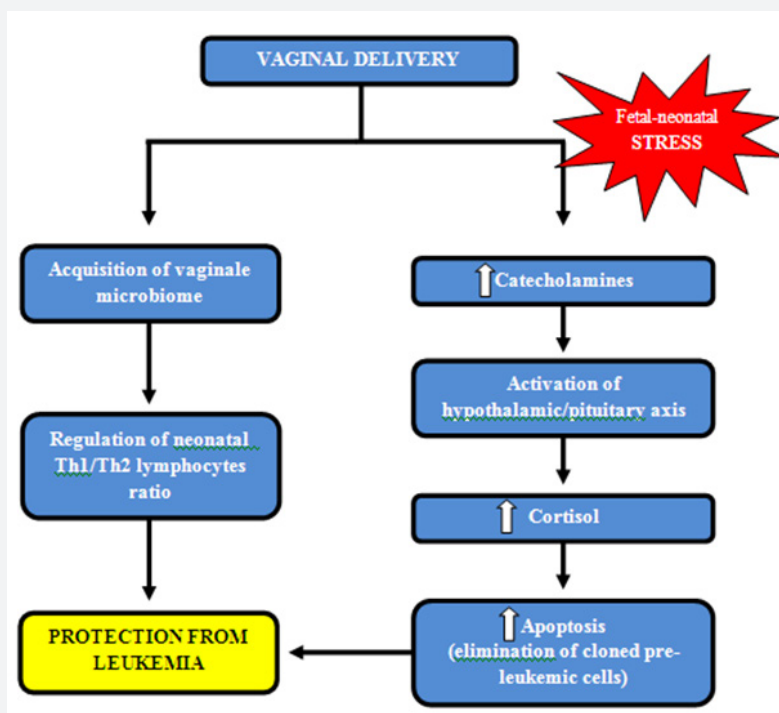 VAGINAL DELIVERY
Fetal-neonatal
STRESS
Acquisition of vaginale
microbiome
Regulation of neonatal
Th1/Th2 lymphocytes
ratio
PROTECTION FROM
LEUKEMIA
Catecholamines
Activation of
hypothalamic/pituitary axis
Cortisol
Apoptosis
(elimination of cloned pre-
leukemic cells)